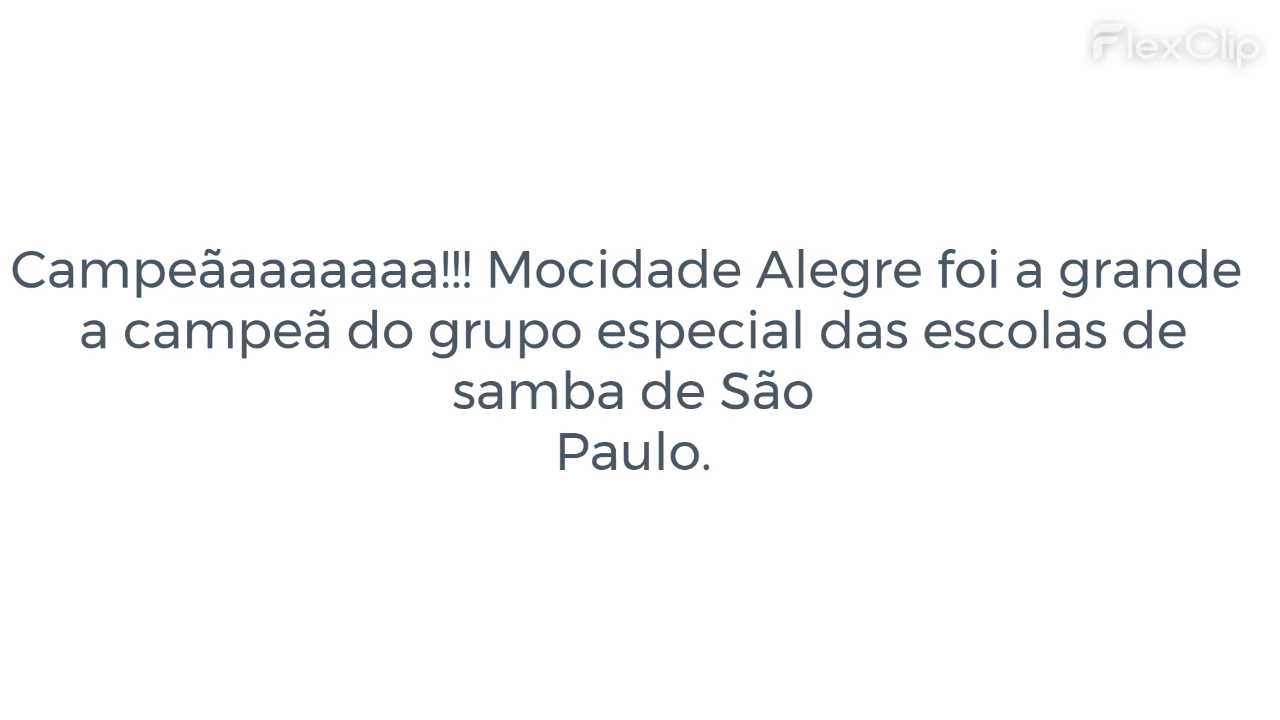 FlexClip
Campeãaaaaaaa!!! Mocidade Alegre foi a grande
a campeã do grupo especial das escolas de
samba de São
Paulo.